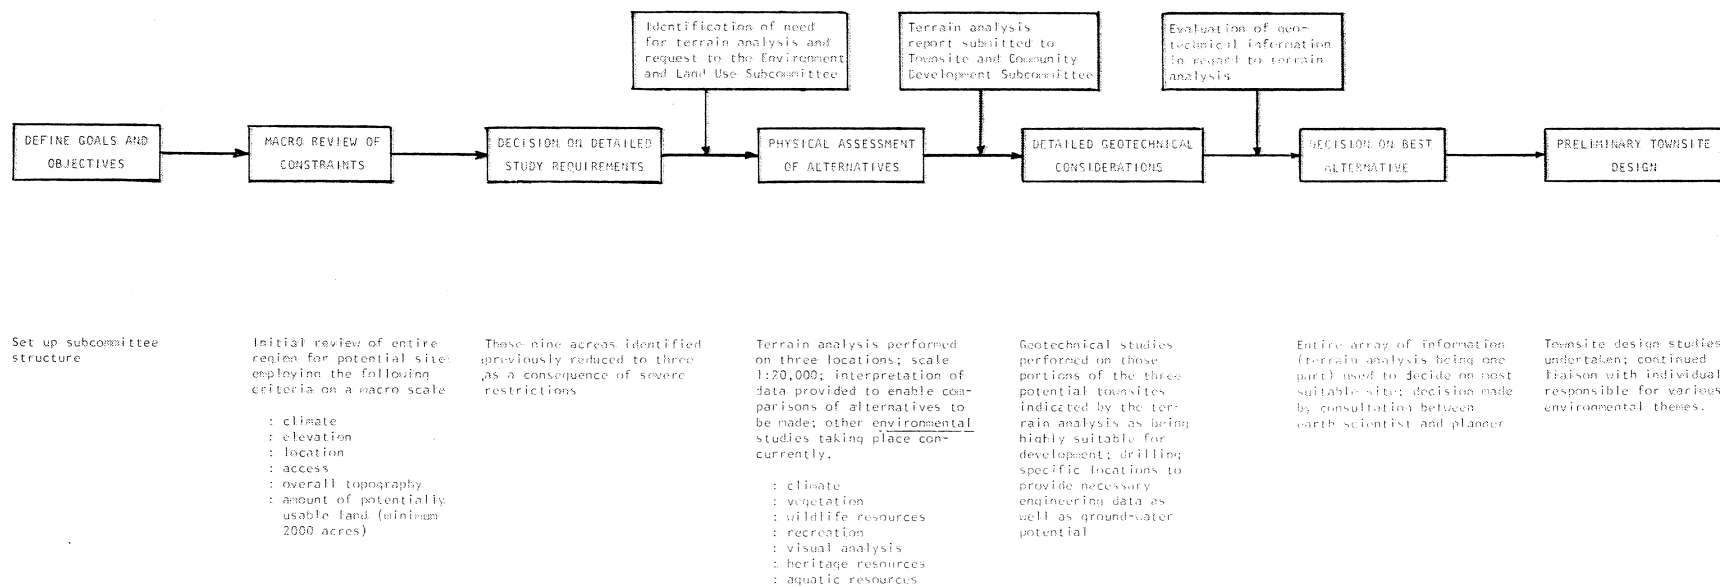 Identification of need
for terrain analysis and
request to the Environment
and Land Use Subcommittee
Terrain analysis
report submitted to
Townsite and Community
Development Subcommittee
Evaluation of geo-
technical information
in regard to terrain
analysis
DEFINE GOALS AND
OBJECTIVES
MACRO REVIEW OF
CONSTRAINTS
DECISION ON DETAILED
STUDY REQUIREMENTS
PHYSICAL ASSESSMENT
OF ALTERNATIVES
DETAILED GEOTECHNICAL
CONSIDERATIONS
DECISION ON BEST
ALTERNATIVE
PRELIMINARY TOWNSITE
DESIGN
Set up subcommittee
structure
Initial review of entire
region for potential site:
employing the following
criteria on a macro scale
: climate
: elevation
: location
: access
: overall topography
: amount of potentially
usable land (minimum
2000 acres)
Those nine acreas identified
previously reduced to three
as a consequence of severe
restrictions
Terrain analysis performed
on three locations; scale
1:20,000; interpretation of
data provided to enable com-
parisons of alternatives to
be made; other environmental
studies taking place con-
currently.
: climate
: vegetation
: wildlife resources
: recreation
: visual analysis
: heritage resources
: aquatic resources
Geotechnical studies
performed on those
portions of the three
potential townsites
indicated by the ter-
rain analysis as being
highly suitable for
development; drilling
specific locations to
provide necessary
engineering data as
well as ground-water
potential
Entire array of information
(terrain analysis being one
part) used to decide on most
suitable site; decision made
by consultation between
earth scientist and planner
Townsite design studies
undertaken; continued
liaison with individual
responsible for various
environmental themes.